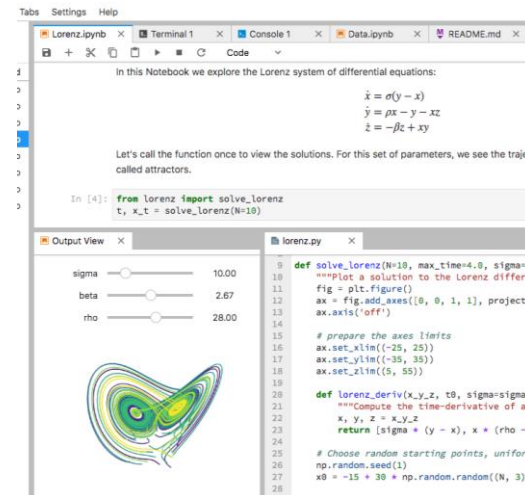 Tabs Settings Help
Lorenz.ipynb Terminal 1 Console 1 Data.ipynb README.md
Code
In this Notebook we explore the Lorenz system of differential equations:
ẋ = σ(y − x)
ẏ = ρx − y − xz
ż = −βz + xy
Let's call the function once to view the solutions. For this set of parameters, we see the traje
called attractors.
In [4]: from lorenz import solve_lorenz
t, x_t = solve_lorenz(N=10)
Output View
sigma 10.00
beta 2.67
rho 28.00
lorenz.py
9 def solve_lorenz(N=10, max_time=4.0, sigma=
10 """Plot a solution to the Lorenz differ
11 fig = plt.figure()
12 ax = fig.add_axes([0, 0, 1, 1], project
13 ax.axis('off')
14
15 # prepare the axes limits
16 ax.set_xlim((-25, 25))
17 ax.set_ylim((-35, 35))
18 ax.set_zlim((5, 55))
19
20 def lorenz_deriv(x_y_z, t0, sigma=sigma
21 """Compute the time-derivative of a
22 x, y, z = x_y_z
23 return [sigma * (y - x), x * (rho -
24
25 # Choose random starting points, unifor
26 np.random.seed(1)
27 x0 = -15 + 30 * np.random.random((N, 3)
28